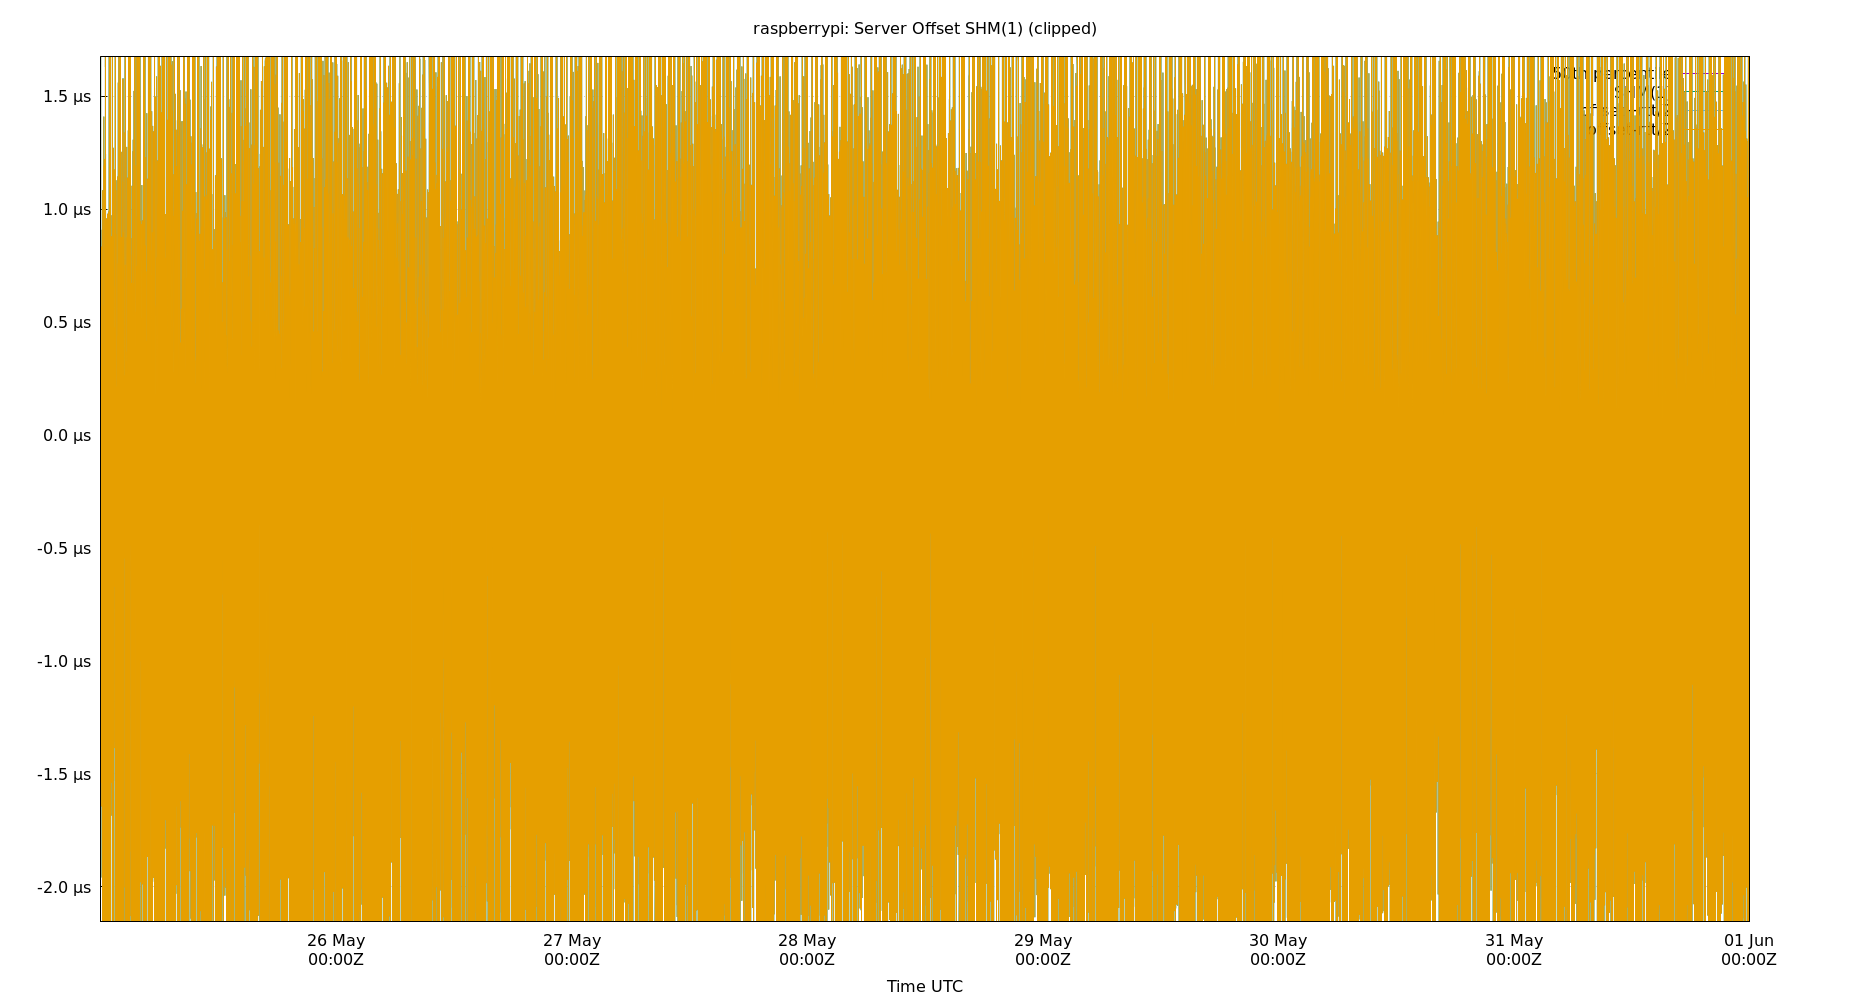 raspberrypi: Server Offset SHM(1) (clipped)
1.5 µs
1.0 µs
0.5 µs
0.0 µs
-0.5 µs
-1.0 µs
-1.5 µs
-2.0 µs
26 May
00:00Z
27 May
00:00Z
28 May
00:00Z
29 May
00:00Z
30 May
00:00Z
31 May
00:00Z
01 Jun
00:00Z
Time UTC